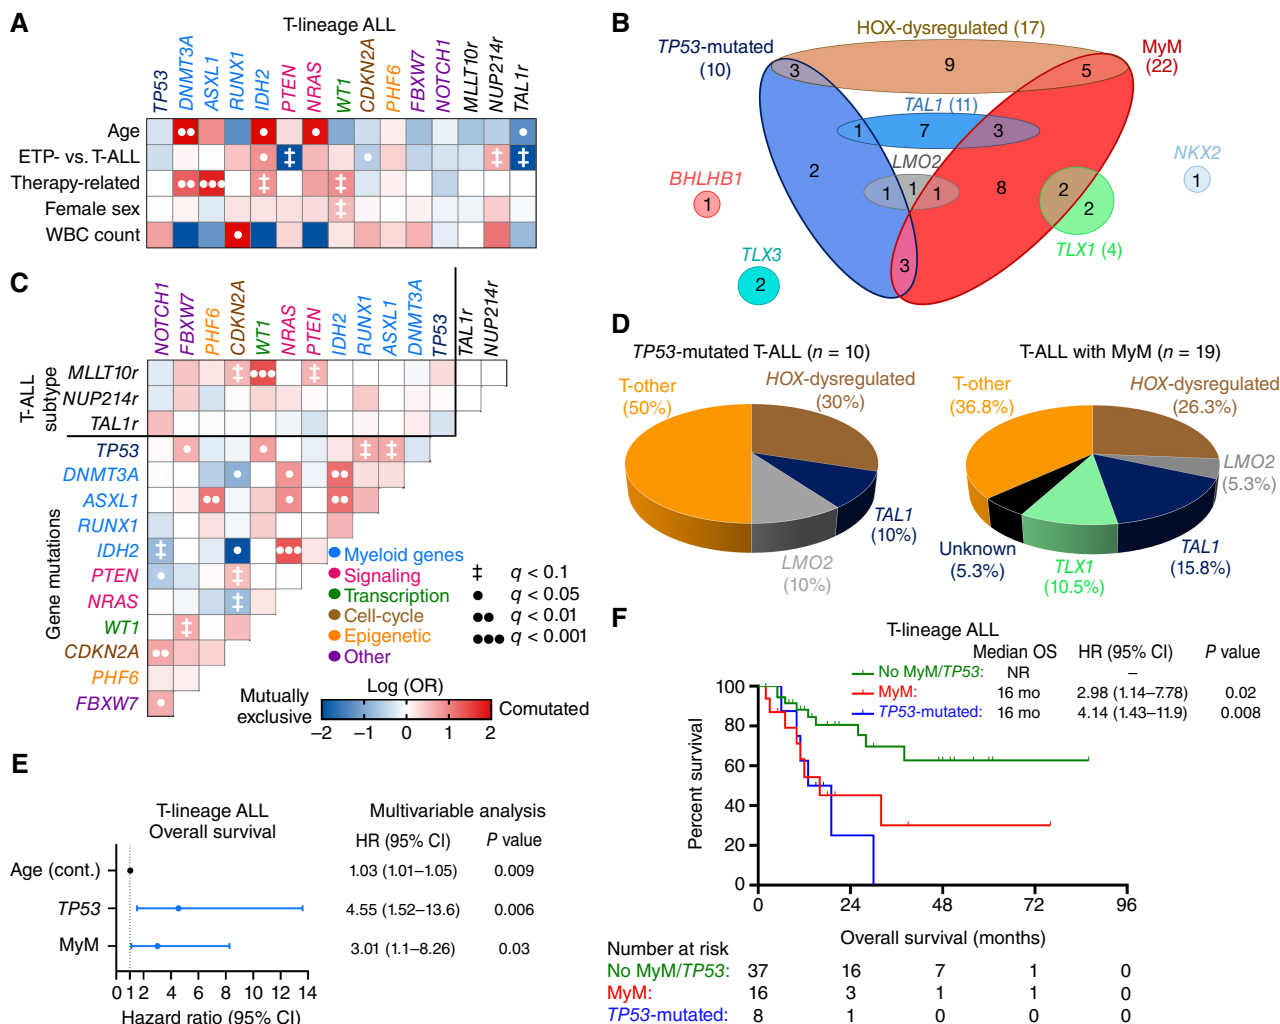 A
T-lineage ALL
TP53
DNMT3A
ASXL1
RUNX1
IDH2
PTEN
NRAS
WT1
CDKN2A
PHF6
FBXW7
NOTCH1
MLLT10r
NUP214r
TAL1r
Age
ETP- vs. T-ALL
Therapy-related
Female sex
WBC count
B
HOX-dysregulated (17)
TP53-mutated
(10)
MyM
(22)
3
9
5
TAL1 (11)
1
7
3
2
LMO2
1
1
1
8
2
2
TLX1 (4)
3
NKX2
1
BHLHB1
1
TLX3
2
C
NOTCH1
FBXW7
PHF6
CDKN2A
WT1
NRAS
PTEN
IDH2
RUNX1
ASXL1
DNMT3A
TP53
TAL1r
NUP214r
T-ALL
subtype
MLLT10r
NUP214r
TAL1r
Gene mutations
TP53
DNMT3A
ASXL1
RUNX1
IDH2
PTEN
NRAS
WT1
CDKN2A
PHF6
FBXW7
Myeloid genes
Signaling
Transcription
Cell-cycle
Epigenetic
Other
‡ q < 0.1
● q < 0.05
●● q < 0.01
●●● q < 0.001
Log (OR)
Mutually
exclusive
Comutated
−2 −1 0 1 2
D
TP53-mutated T-ALL (n = 10)
T-other
(50%)
HOX-dysregulated
(30%)
TAL1
(10%)
LMO2
(10%)
T-ALL with MyM (n = 19)
T-other
(36.8%)
HOX-dysregulated
(26.3%)
LMO2
(5.3%)
TAL1
(15.8%)
TLX1
(10.5%)
Unknown
(5.3%)
E
T-lineage ALL
Overall survival
Multivariable analysis
HR (95% CI) P value
Age (cont.) 1.03 (1.01–1.05) 0.009
TP53 4.55 (1.52–13.6) 0.006
MyM 3.01 (1.1–8.26) 0.03
0 1 2 4 6 8 10 12 14
Hazard ratio (95% CI)
F
T-lineage ALL
Median OS HR (95% CI) P value
No MyM/TP53: NR –
MyM: 16 mo 2.98 (1.14–7.78) 0.02
TP53-mutated: 16 mo 4.14 (1.43–11.9) 0.008
Percent survival
100
80
60
40
20
0
0 24 48 72 96
Overall survival (months)
Number at risk
No MyM/TP53: 37 16 7 1 0
MyM: 16 3 1 1 0
TP53-mutated: 8 1 0 0 0